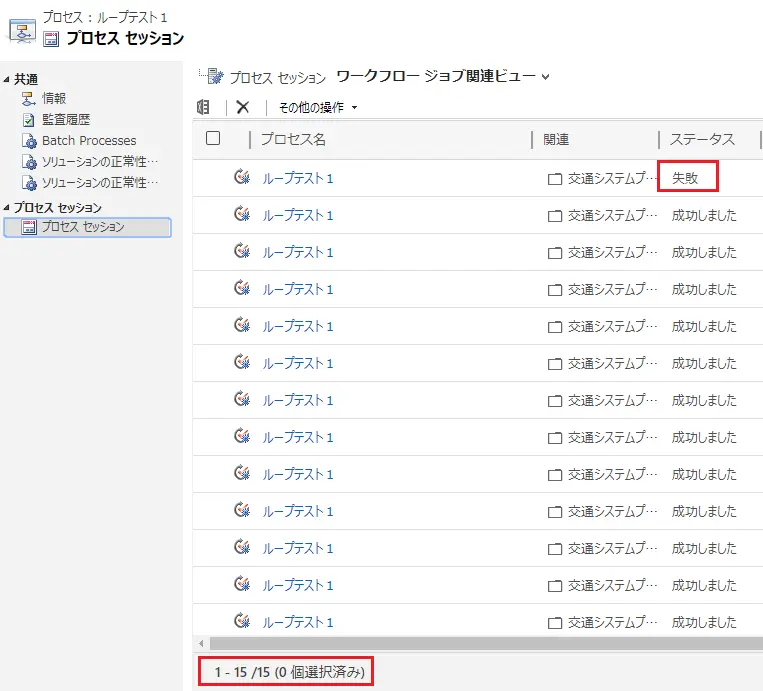 プロセス : ループテスト1
プロセス セッション
共通
情報
監査履歴
Batch Processes
ソリューションの正常性…
ソリューションの正常性…
プロセス セッション
プロセス セッション
プロセス セッション ワークフロー ジョブ関連ビュー
その他の操作
プロセス名 関連 ステータス
ループテスト1 交通システムプ… 失敗
ループテスト1 交通システムプ… 成功しました
ループテスト1 交通システムプ… 成功しました
ループテスト1 交通システムプ… 成功しました
ループテスト1 交通システムプ… 成功しました
ループテスト1 交通システムプ… 成功しました
ループテスト1 交通システムプ… 成功しました
ループテスト1 交通システムプ… 成功しました
ループテスト1 交通システムプ… 成功しました
ループテスト1 交通システムプ… 成功しました
ループテスト1 交通システムプ… 成功しました
ループテスト1 交通システムプ… 成功しました
ループテスト1 交通システムプ… 成功しました
1 - 15 /15 (0 個選択済み)